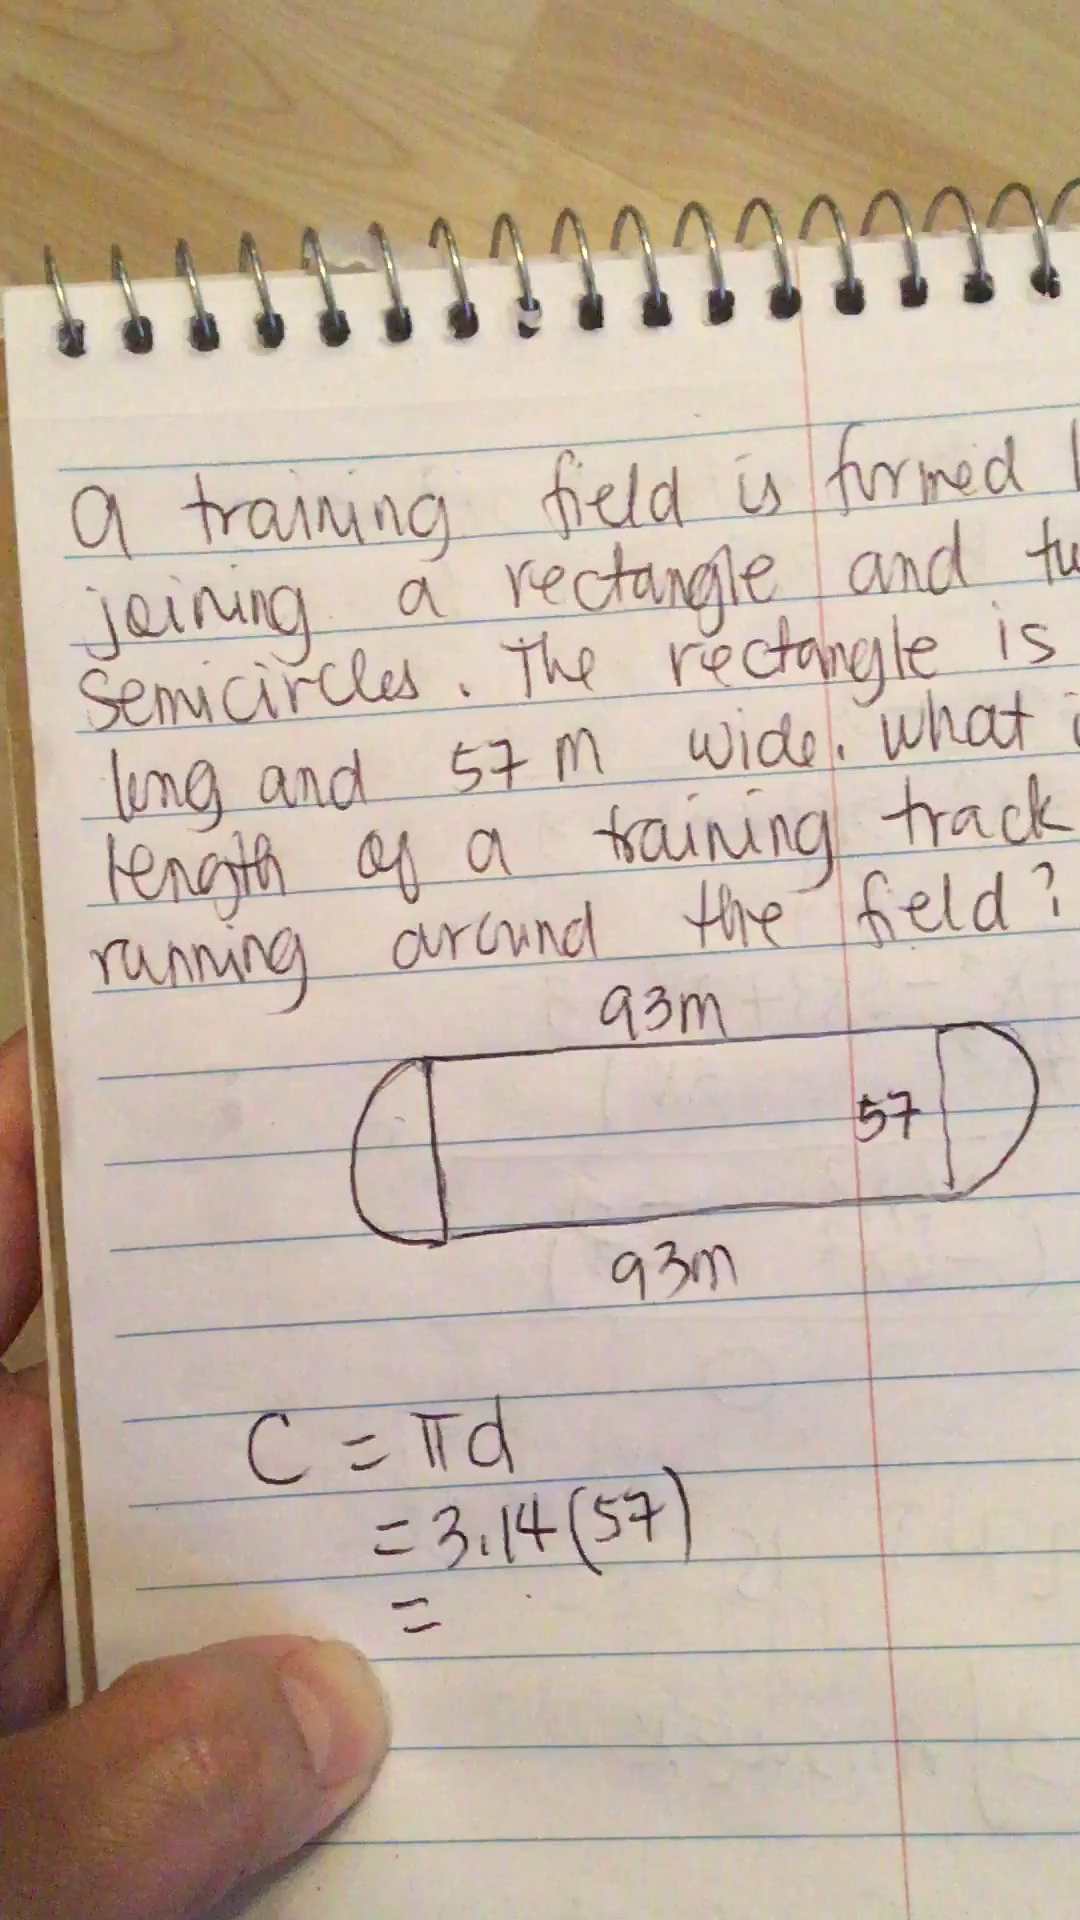 A training field is formed
joining a rectangle and
semicircles. The rectangle is
long and 57 m wide. what
length of a training track
running around the field?
93m
57
93m
C = πd
= 3.14(57)
=